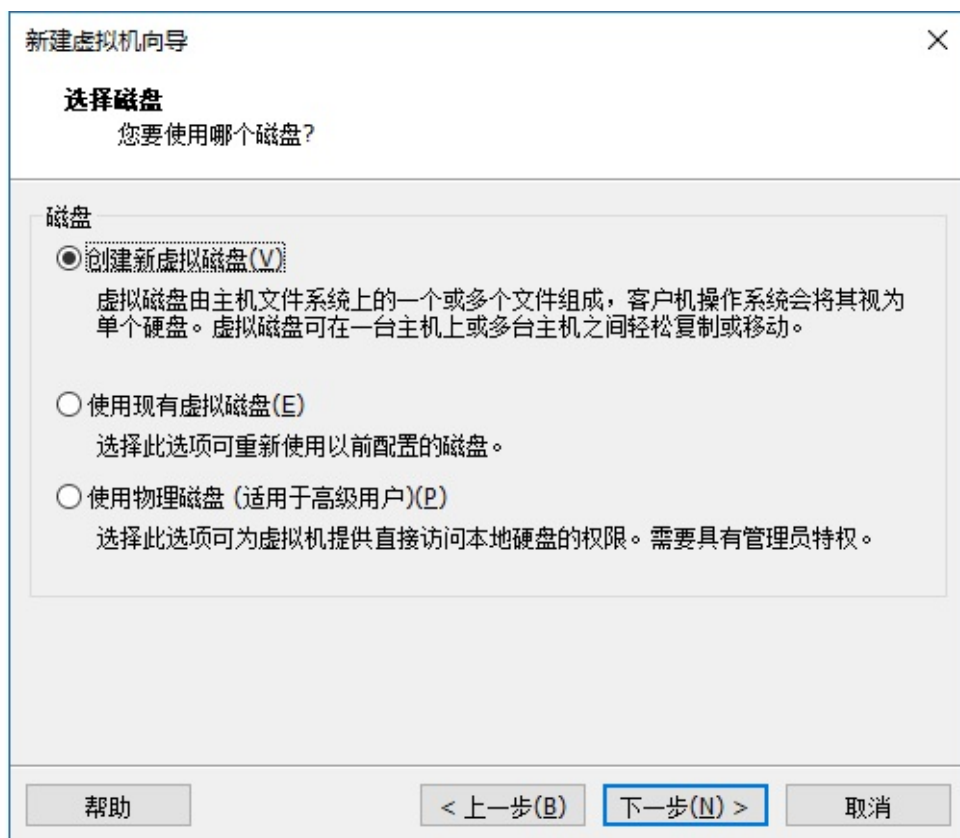 新建虚拟机向导
选择磁盘
您要使用哪个磁盘?
磁盘
创建新虚拟磁盘(V)
虚拟磁盘由主机文件系统上的一个或多个文件组成，客户机操作系统会将其视为
单个硬盘。虚拟磁盘可在一台主机上或多台主机之间轻松复制或移动。
使用现有虚拟磁盘(E)
选择此选项可重新使用以前配置的磁盘。
使用物理磁盘 (适用于高级用户)(P)
选择此选项可为虚拟机提供直接访问本地硬盘的权限。需要具有管理员特权。
帮助 < 上一步(B) 下一步(N) > 取消